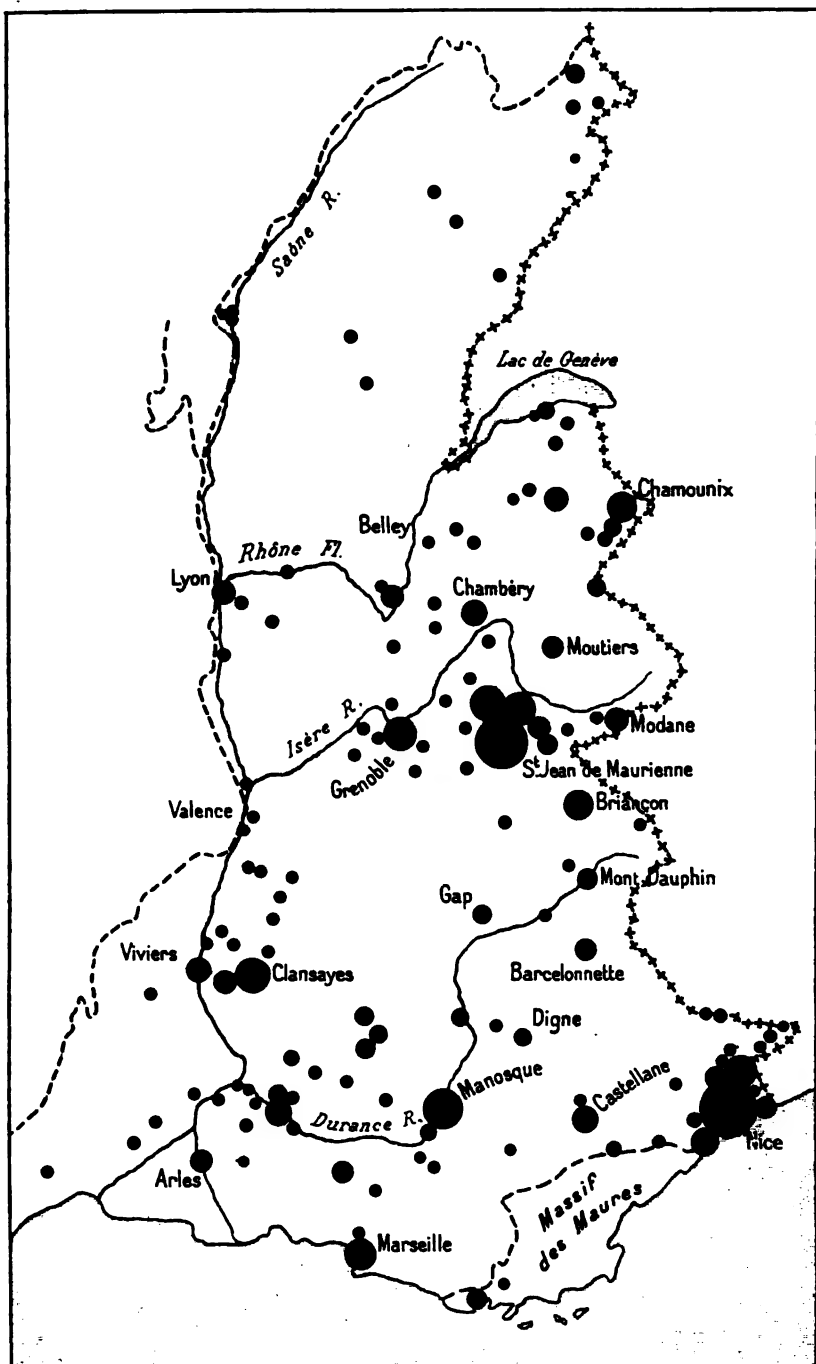 Saône R.
Lac de Genève
Chamounix
Belley
Rhône Fl.
Lyon
Chambéry
Moutiers
Isère R.
Modane
Grenoble
St Jean de Maurienne
Briançon
Valence
Mont Dauphin
Gap
Viviers
Clansayes
Barcelonnette
Digne
Manosque
Castellane
Durance R.
Nice
Arles
Massif
des Maures
Marseille